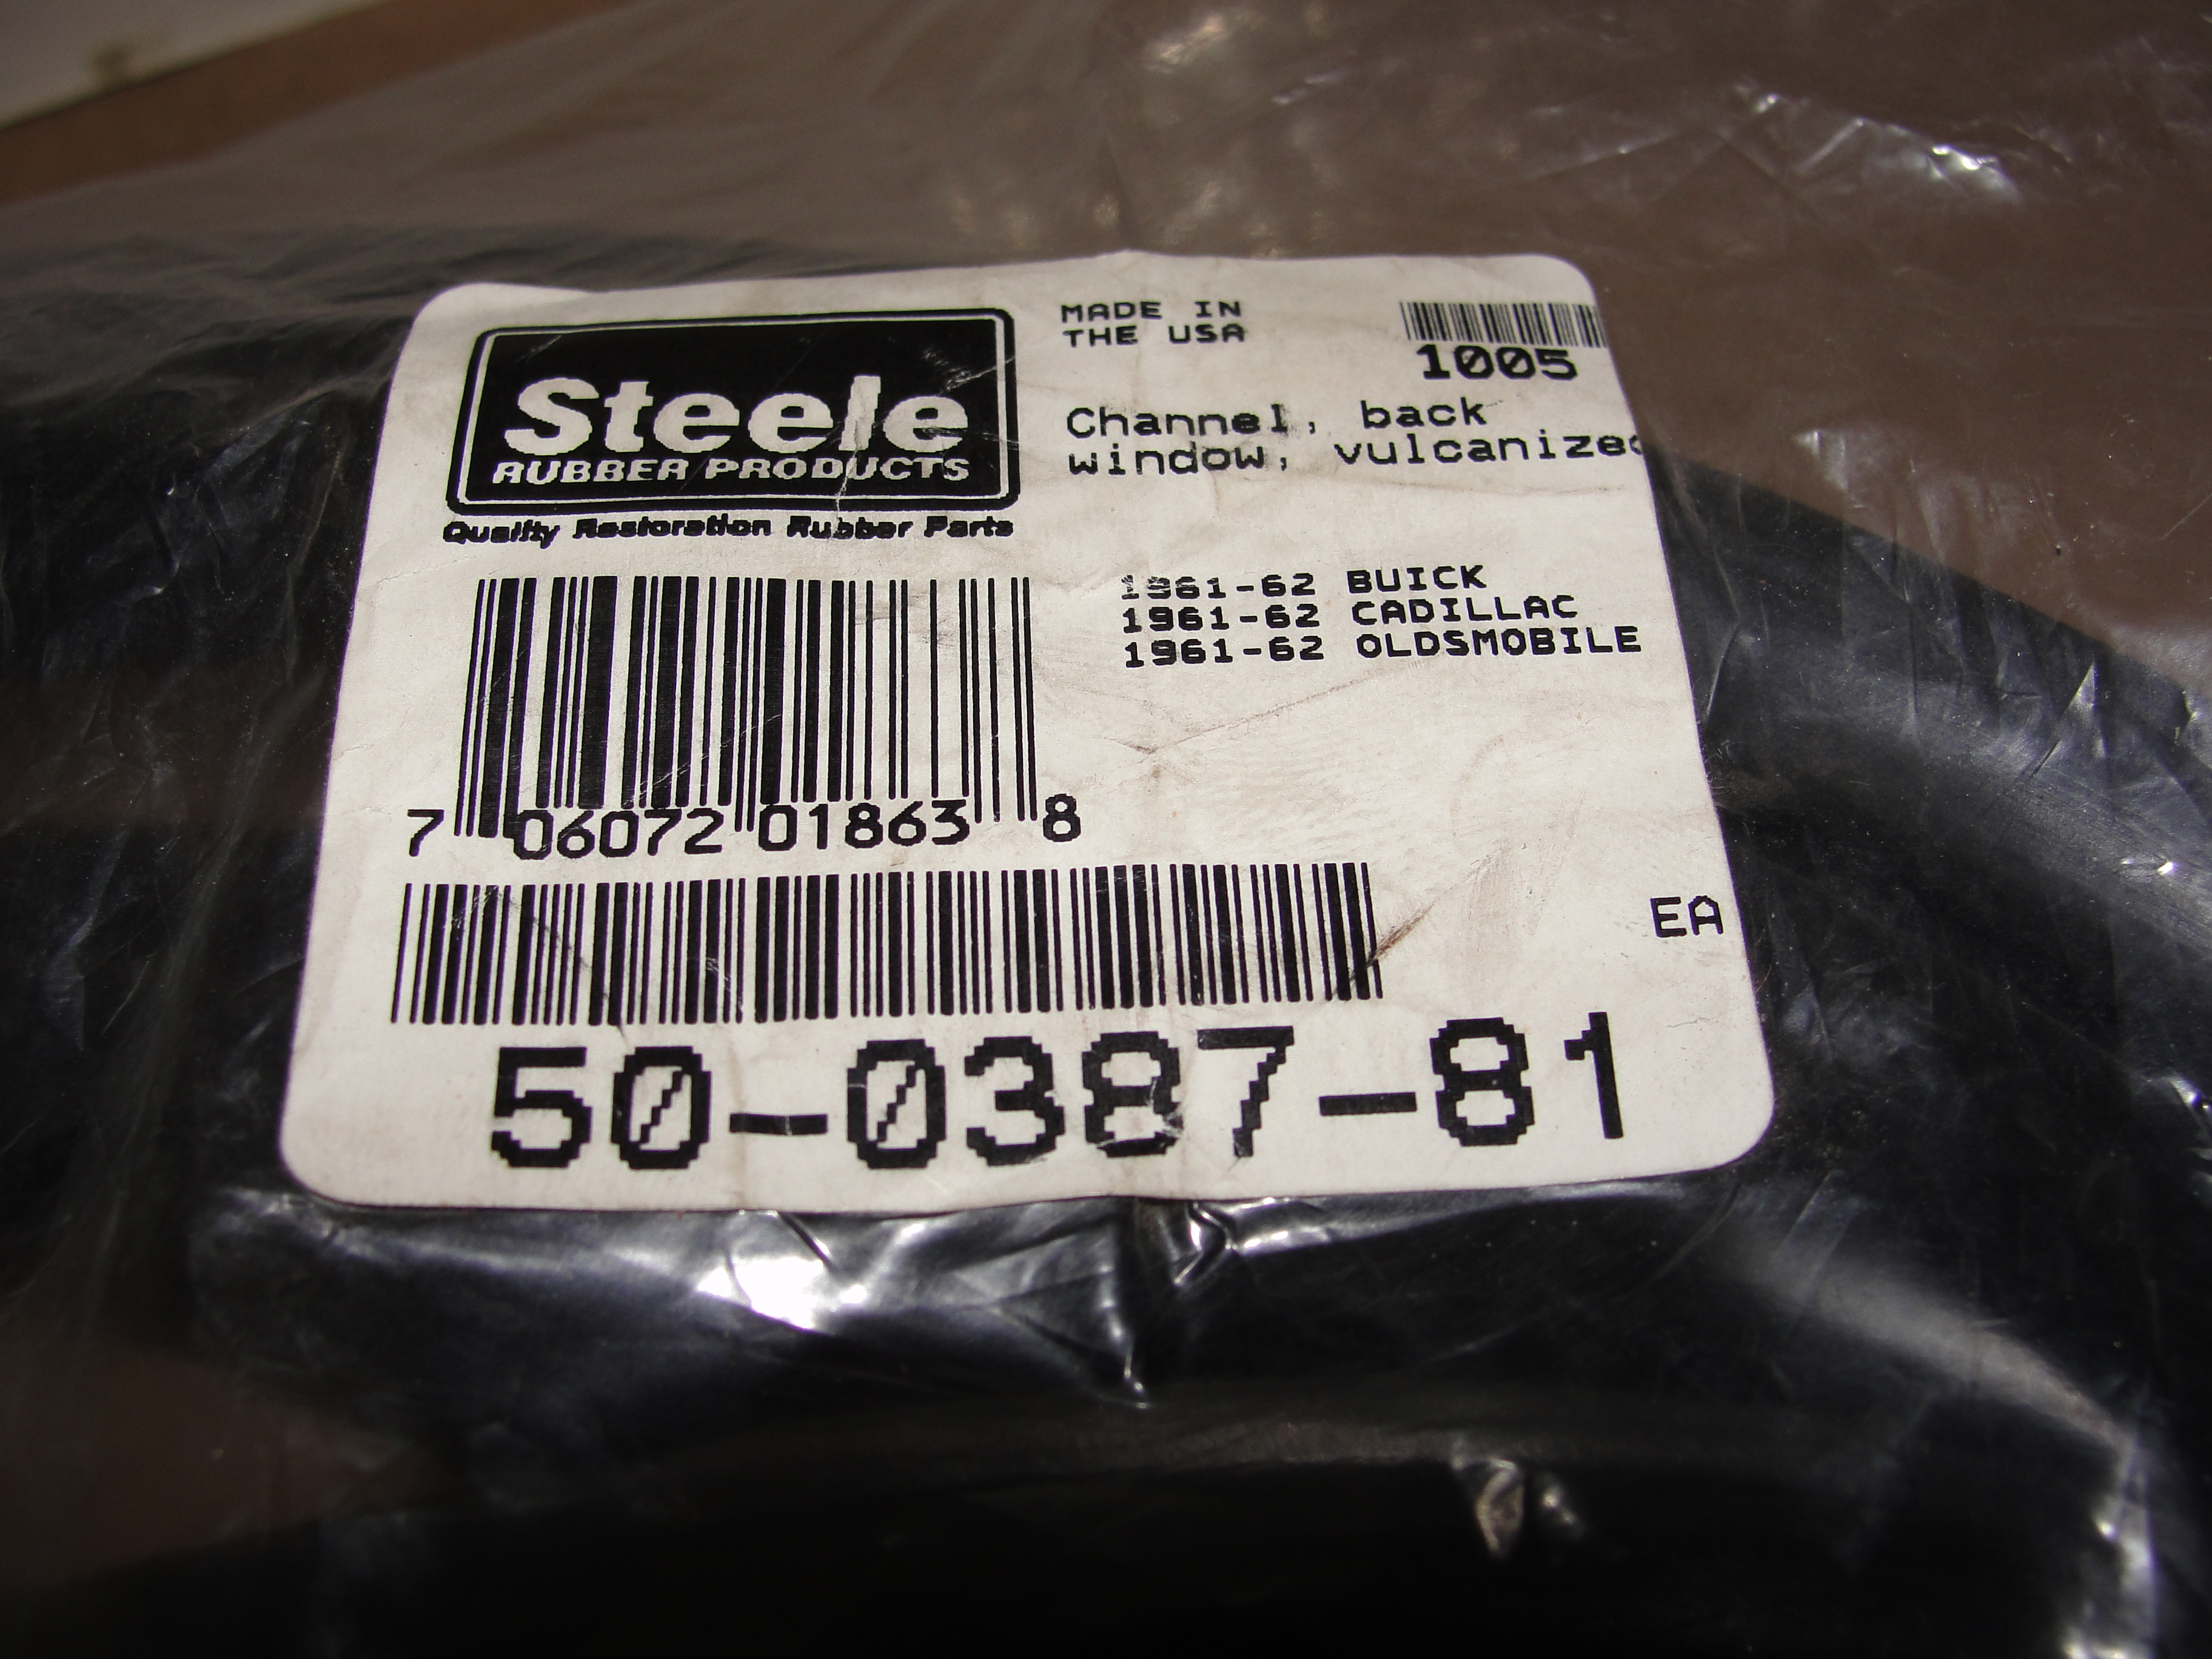 Steele
RUBBER PRODUCTS
Quality Restoration Rubber Parts
MADE IN
THE USA
1005
Channel, back
window, vulcanized
1961-62 BUICK
1961-62 CADILLAC
1961-62 OLDSMOBILE
7 06072 01863 8
EA
50-0387-81